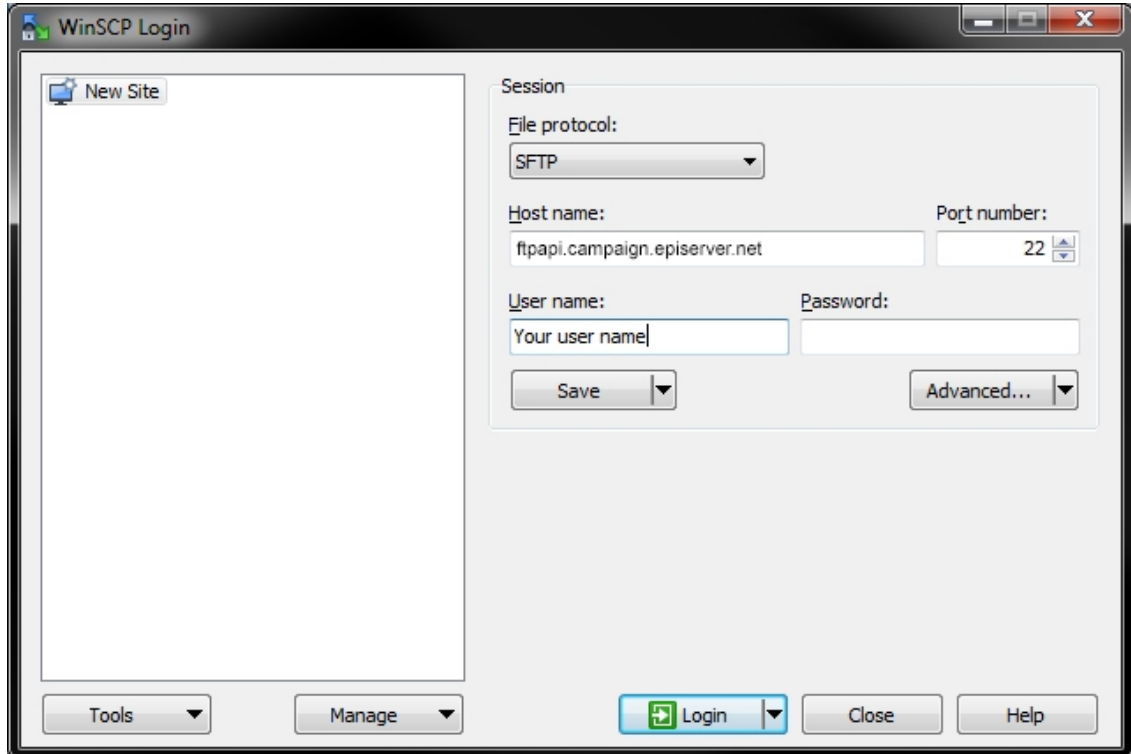 WinSCP Login
New Site
Session
File protocol:
SFTP
Host name:
Port number:
ftpapi.campaign.episerver.net
22
User name:
Password:
Your user name
Save
Advanced...
Tools
Manage
Login
Close
Help